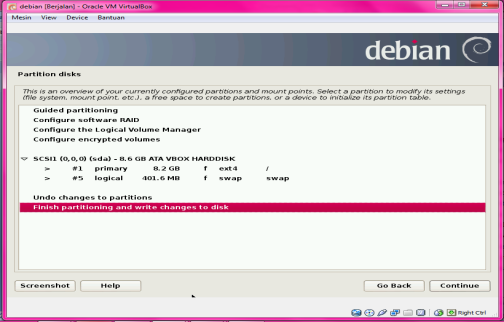 debian [Berjalan] - Oracle VM VirtualBox
Mesin View Device Bantuan
debian
Partition disks
This is an overview of your currently configured partitions and mount points. Select a partition to modify its settings
(file system, mount point, etc.), a free space to create partitions, or a device to initialize its partition table.
Guided partitioning
Configure software RAID
Configure the Logical Volume Manager
Configure encrypted volumes
SCSI1 (0,0,0) (sda) - 8.6 GB ATA VBOX HARDDISK
> #1 primary 8.2 GB f ext4 /
> #5 logical 401.6 MB f swap swap
Undo changes to partitions
Finish partitioning and write changes to disk
Screenshot Help Go Back Continue
Right Ctrl